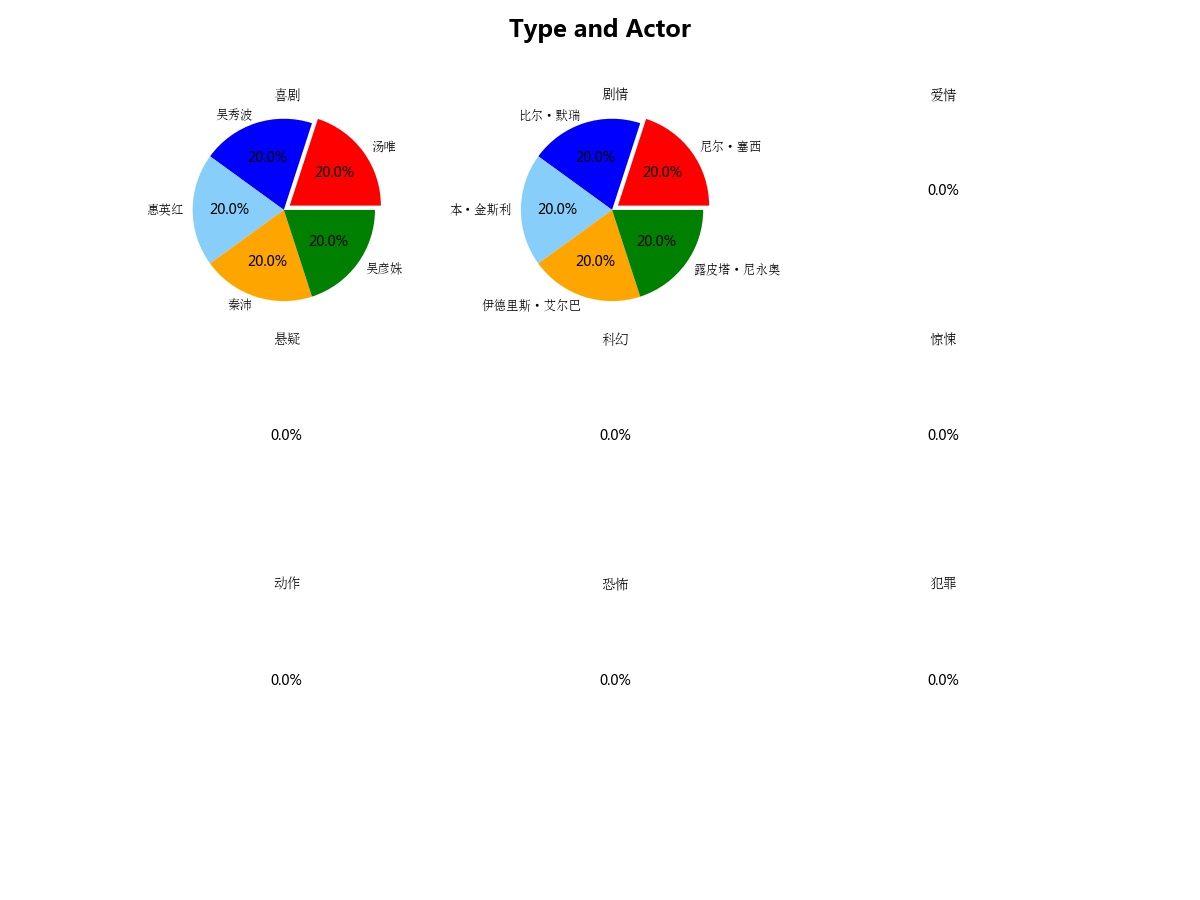 Type and Actor
喜剧
吴秀波
汤唯
20.0%
20.0%
惠英红
20.0%
20.0%
20.0%
吴彦姝
秦沛
剧情
比尔·默瑞
尼尔·塞西
20.0%
20.0%
本·金斯利
20.0%
20.0%
20.0%
露皮塔·尼永奥
伊德里斯·艾尔巴
爱情
0.0%
悬疑
0.0%
科幻
0.0%
惊悚
0.0%
动作
0.0%
恐怖
0.0%
犯罪
0.0%